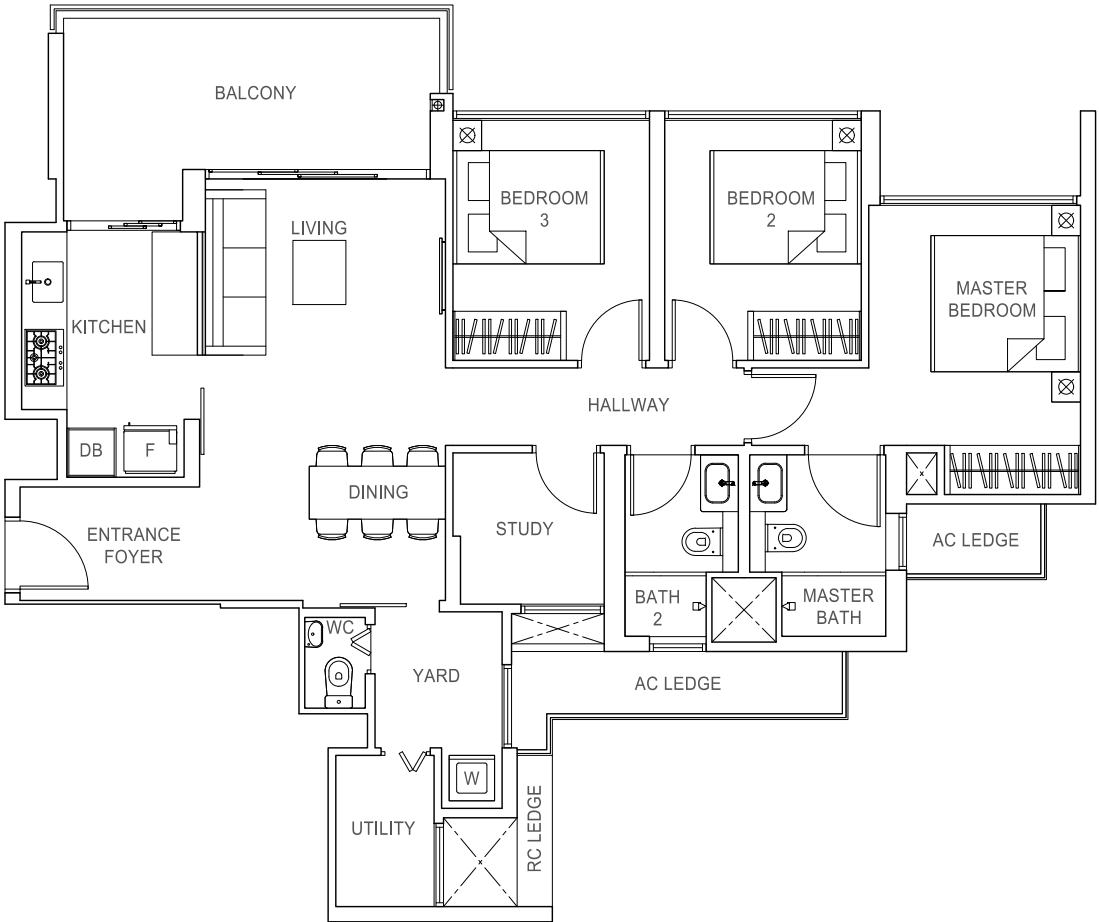 BALCONY
BEDROOM
3
BEDROOM
2
LIVING
MASTER
BEDROOM
KITCHEN
HALLWAY
DB
F
DINING
ENTRANCE
FOYER
STUDY
AC LEDGE
BATH
2
MASTER
BATH
WC
YARD
AC LEDGE
W
UTILITY
RC LEDGE